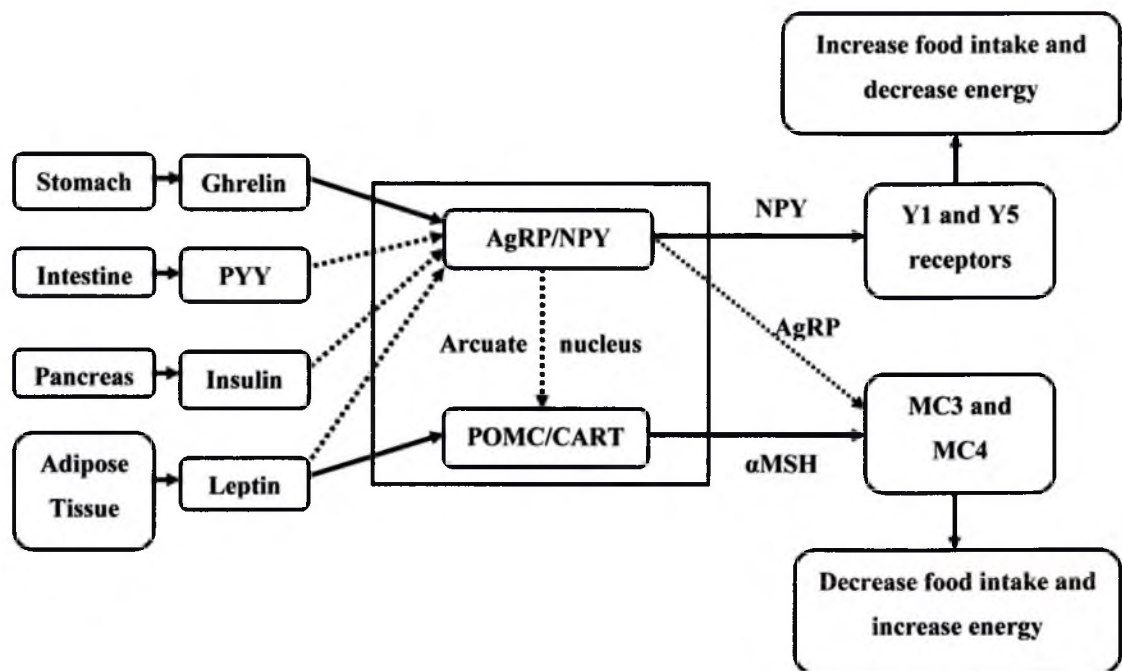 Increase food intake and
decrease energy
Stomach
Ghrelin
AgRP/NPY
NPY
Y1 and Y5
receptors
Intestine
PYY
Arcuate nucleus
AgRP
Pancreas
Insulin
POMC/CART
αMSH
MC3 and
MC4
Adipose
Tissue
Leptin
Decrease food intake and
increase energy